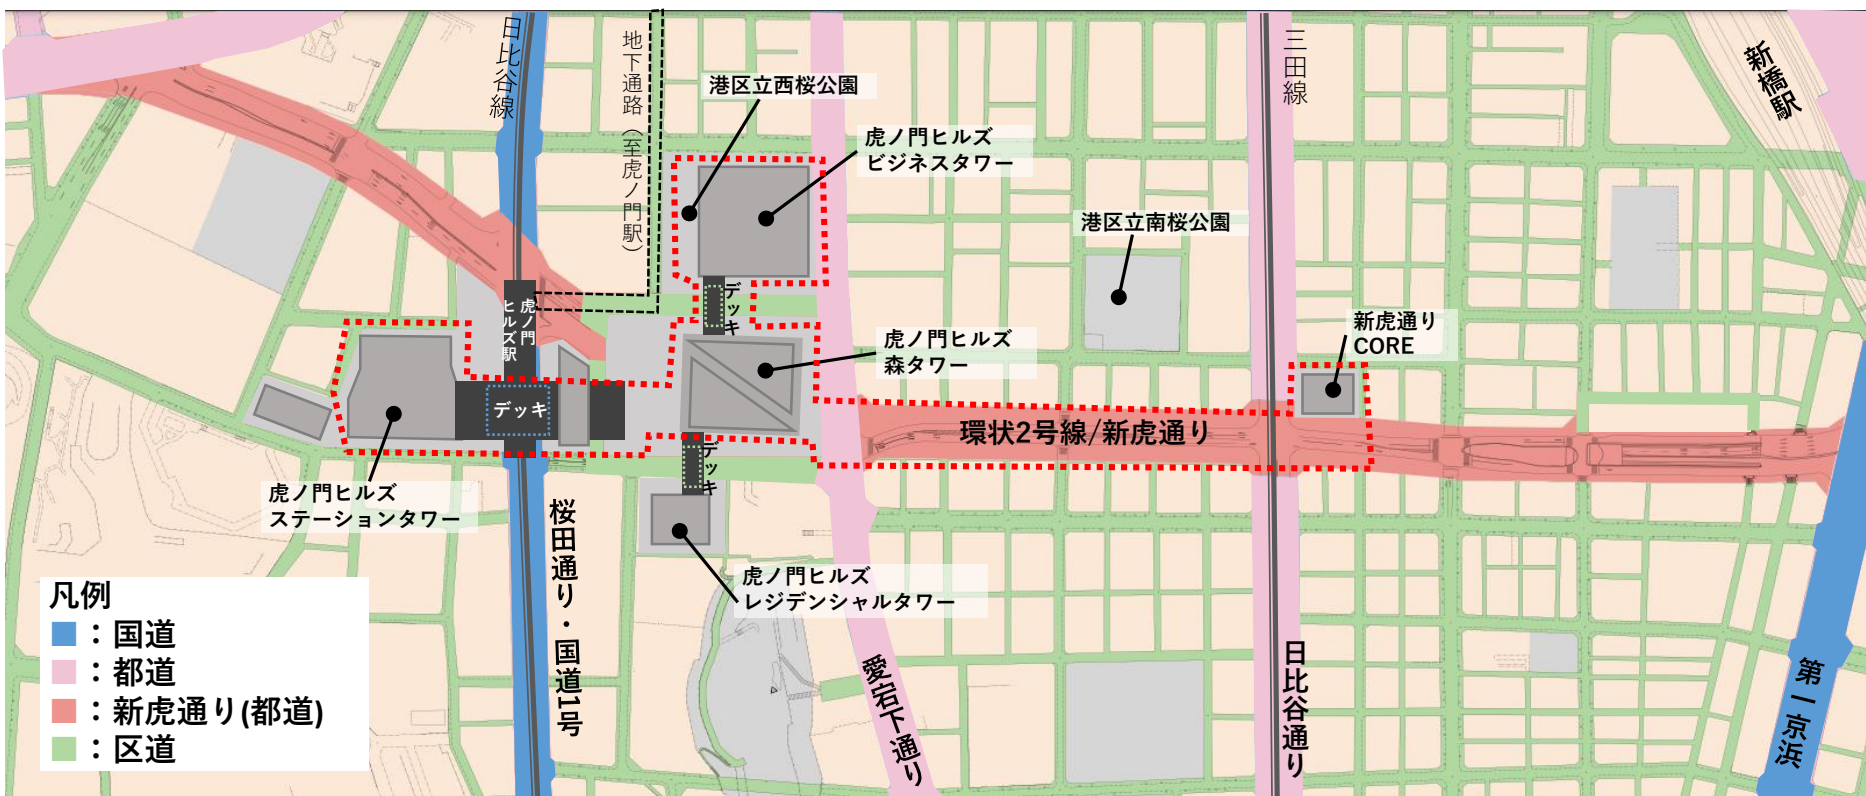 日比谷線
地下通路（至虎ノ門駅）
港区立西桜公園
虎ノ門ヒルズ
ビジネスタワー
三田線
新橋駅
港区立南桜公園
虎ノ門
ヒルズ駅
デッキ
新虎通り
CORE
虎ノ門ヒルズ
森タワー
デッキ
環状2号線/新虎通り
デッキ
虎ノ門ヒルズ
ステーションタワー
桜田通り・国道1号
虎ノ門ヒルズ
レジデンシャルタワー
愛宕下通り
日比谷通り
第一京浜
凡例
：国道
：都道
：新虎通り(都道)
：区道